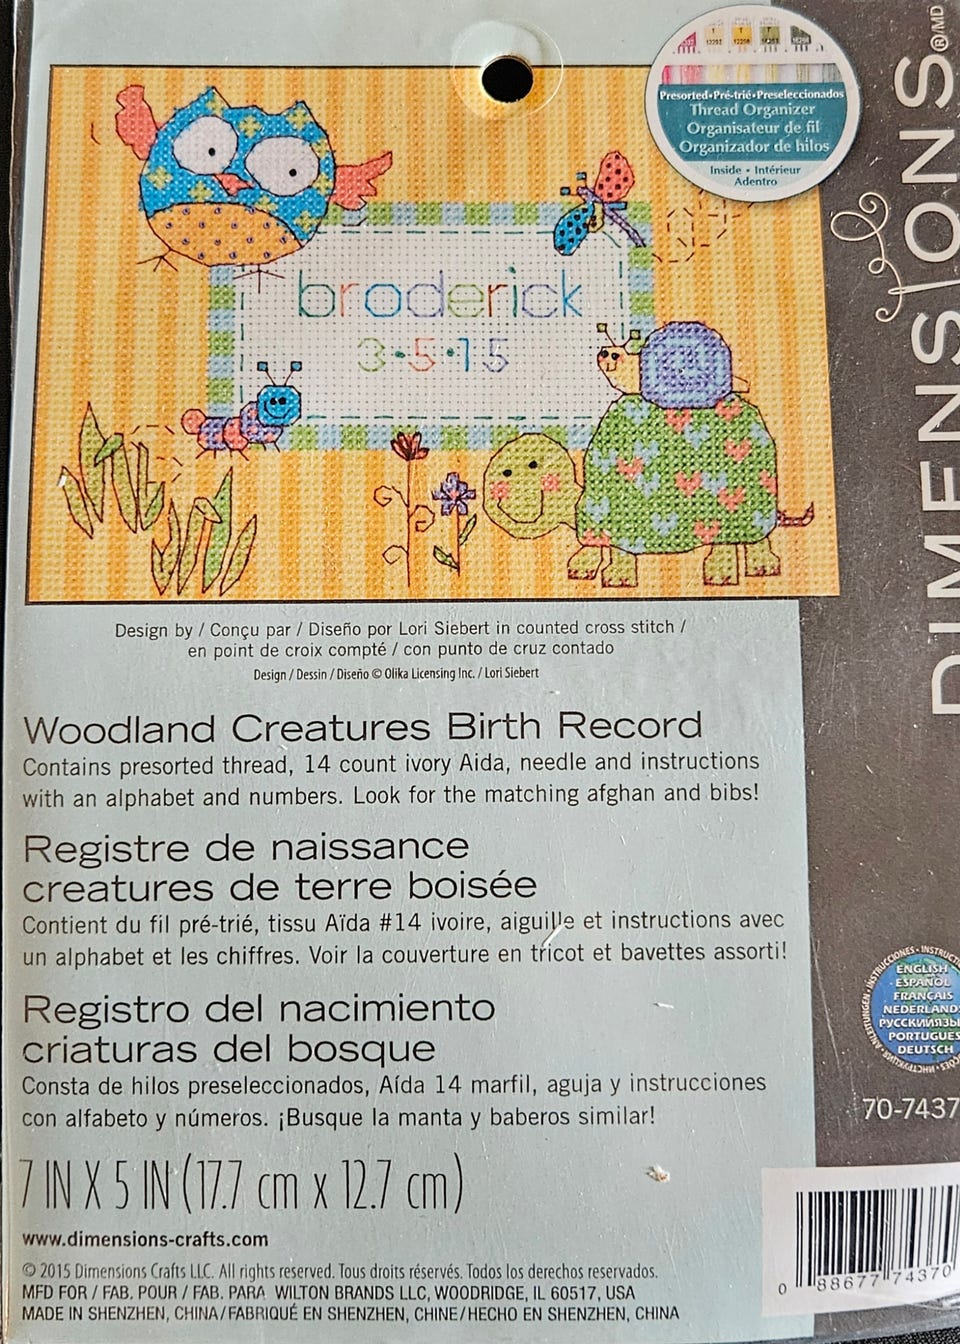 Presorted•Pré-trié•Preseleccionados
Thread Organizer
Organisateur de fil
Organizador de hilos
Inside • Intérieur
Adentro
DIMENSIONS®/MD
broderick
3•5•15
Design by / Conçu par / Diseño por Lori Siebert in counted cross stitch /
en point de croix compté / con punto de cruz contado
Design / Dessin / Diseño © Olika Licensing Inc. / Lori Siebert
Woodland Creatures Birth Record
Contains presorted thread, 14 count ivory Aida, needle and instructions
with an alphabet and numbers. Look for the matching afghan and bibs!
Registre de naissance
creatures de terre boisée
Contient du fil pré-trié, tissu Aïda #14 ivoire, aiguille et instructions avec
un alphabet et les chiffres. Voir la couverture en tricot et bavettes assorti!
Registro del nacimiento
criaturas del bosque
Consta de hilos preseleccionados, Aída 14 marfil, aguja y instrucciones
con alfabeto y números. ¡Busque la manta y baberos similar!
7 IN X 5 IN (17.7 cm x 12.7 cm)
www.dimensions-crafts.com
© 2015 Dimensions Crafts LLC. All rights reserved. Tous droits réservés. Todos los derechos reservados.
MFD FOR / FAB. POUR / FAB. PARA WILTON BRANDS LLC, WOODRIDGE, IL 60517, USA
MADE IN SHENZHEN, CHINA/FABRIQUÉ EN SHENZHEN, CHINE/HECHO EN SHENZHEN, CHINA
ENGLISH
ESPAÑOL
FRANÇAIS
NEDERLANDS
PORTUGUES
DEUTSCH
70-7437
0 88677 74370